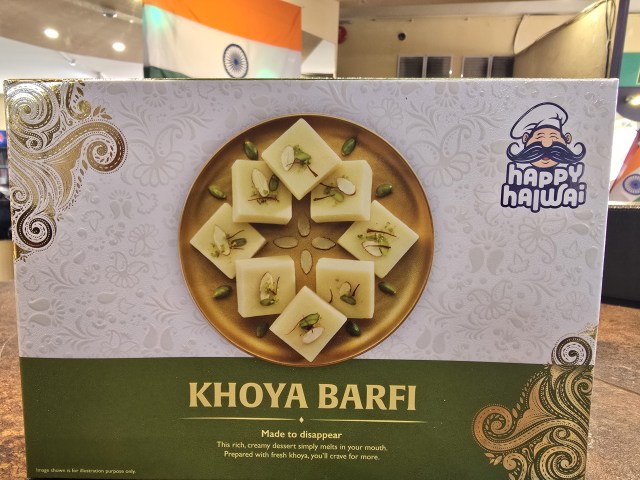 happy
halwai
KHOYA BARFI
Made to disappear
This rich, creamy dessert simply melts in your mouth.
Prepared with fresh khoya, you'll crave for more.
Image shown is for illustration purpose only.